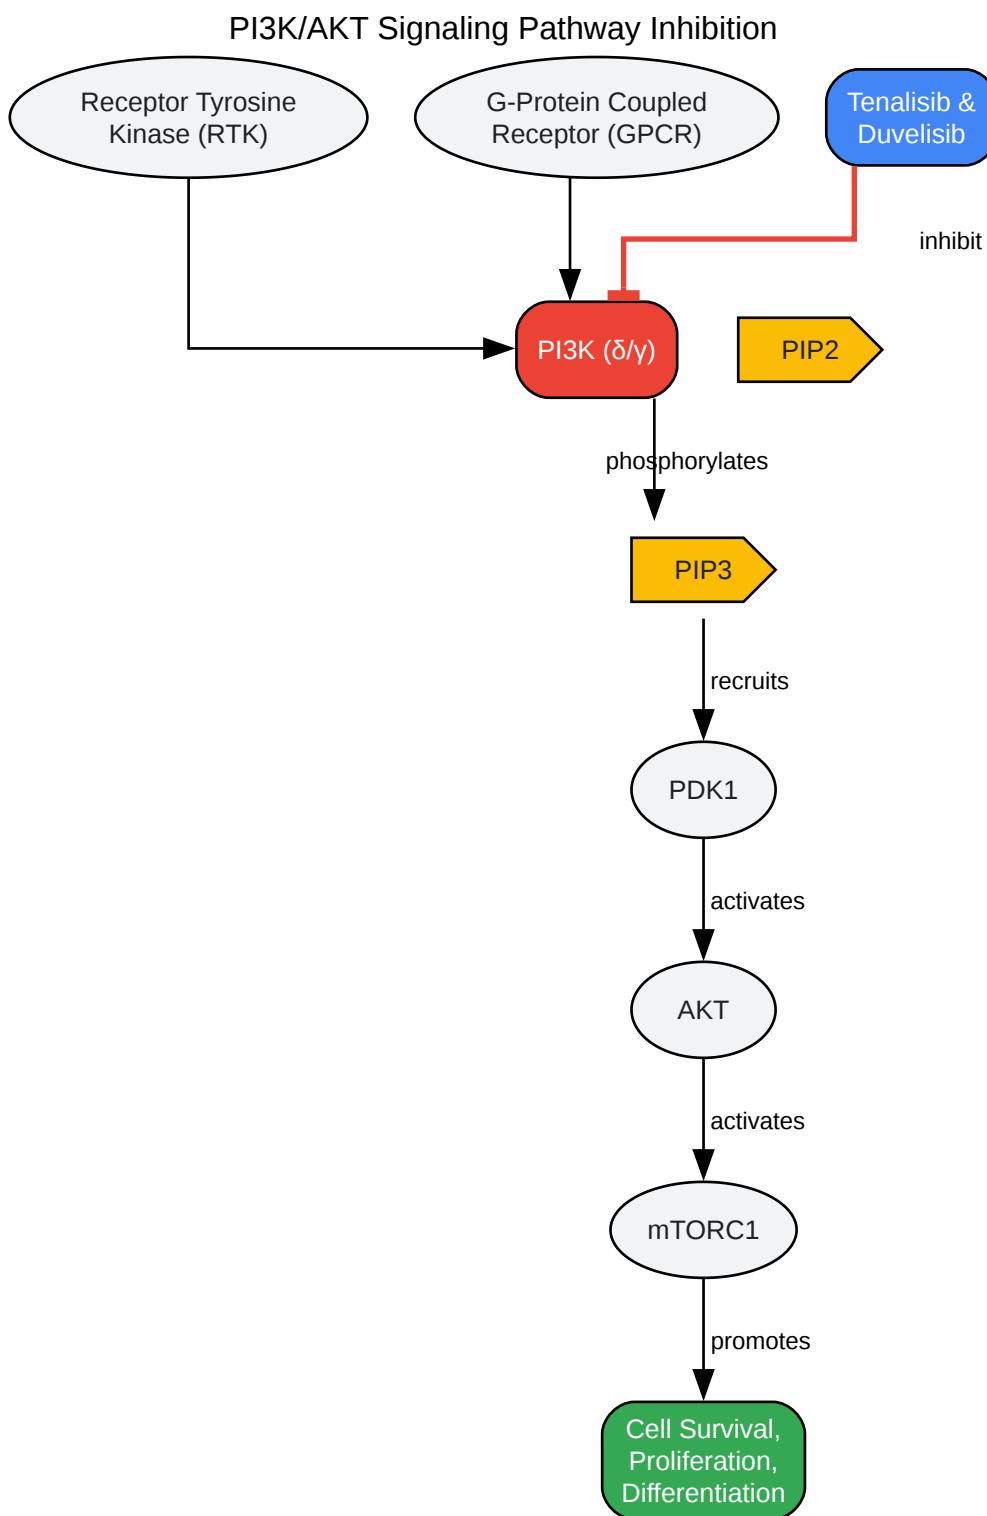 PI3K/AKT Signaling Pathway Inhibition
Receptor Tyrosine
Kinase (RTK)
G-Protein Coupled
Receptor (GPCR)
Tenalisib &
Duvelisib
inhibit
PI3K (δ/γ)
PIP2
phosphorylates
PIP3
recruits
PDK1
activates
AKT
activates
mTORC1
promotes
Cell Survival,
Proliferation,
Differentiation